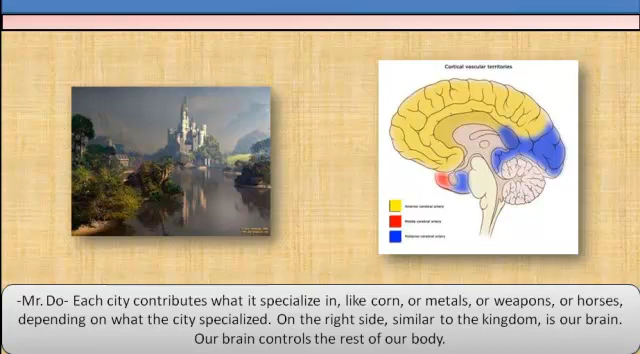 Cortical vascular territories
Anterior cerebral artery
Middle cerebral artery
Posterior cerebral artery
-Mr. Do- Each city contributes what it specialize in, like corn, or metals, or weapons, or horses,
depending on what the city specialized. On the right side, similar to the kingdom, is our brain.
Our brain controls the rest of our body.